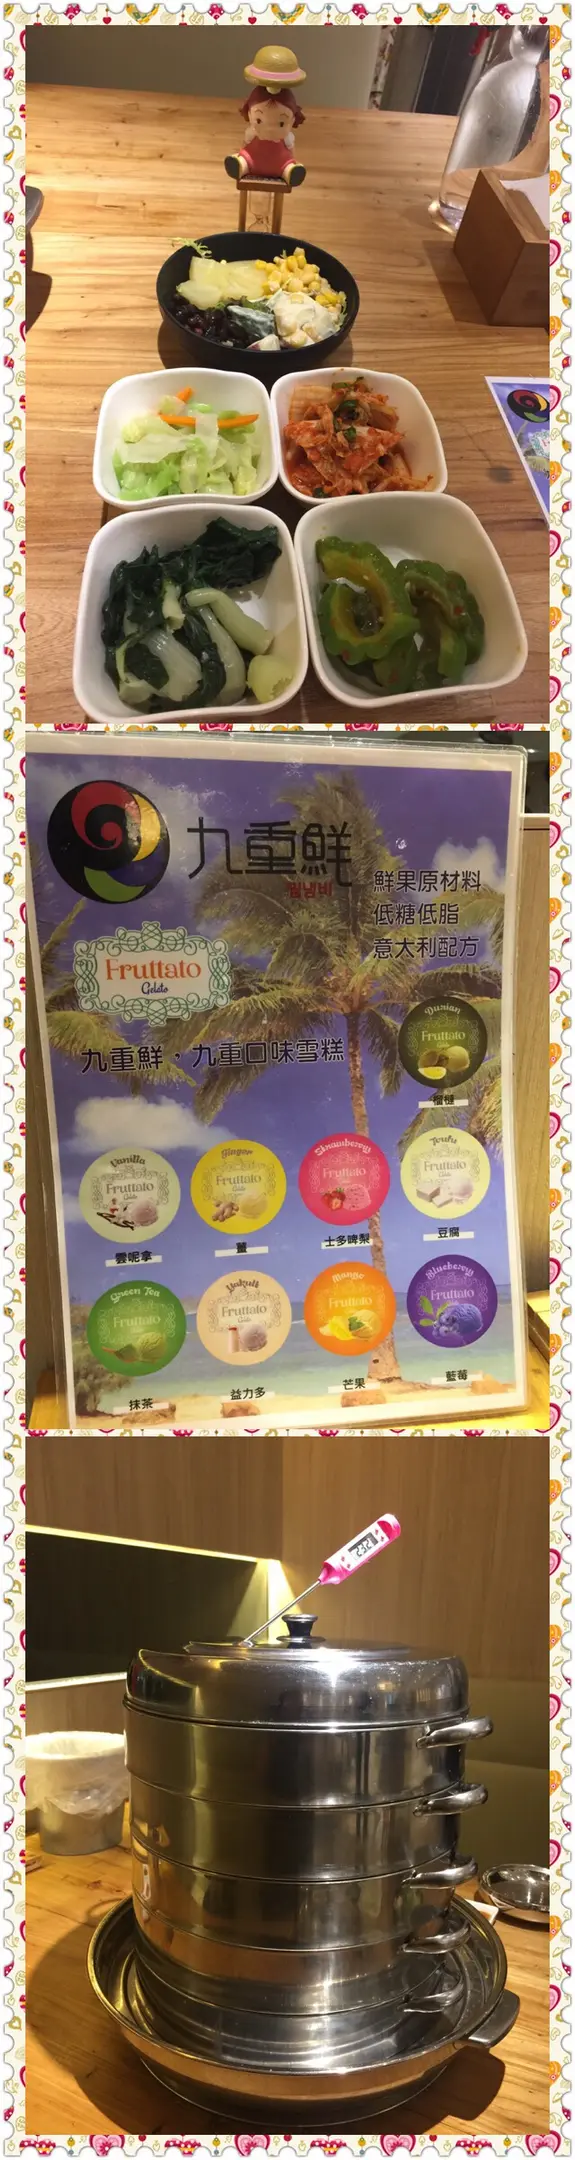 九重鮮
鮮果原材料
低糖低脂
意大利配方
Fruttato
Gelato
九重鮮，九重口味雪糕
Durian
Fruttato
榴槤
Vanilla
Fruttato
雲呢拿
Ginger
Fruttato
薑
Strawberry
Fruttato
士多啤梨
Tofu
Fruttato
豆腐
Green Tea
Fruttato
抹茶
Yakult
Fruttato
益力多
Mango
Fruttato
芒果
Blueberry
Fruttato
藍莓